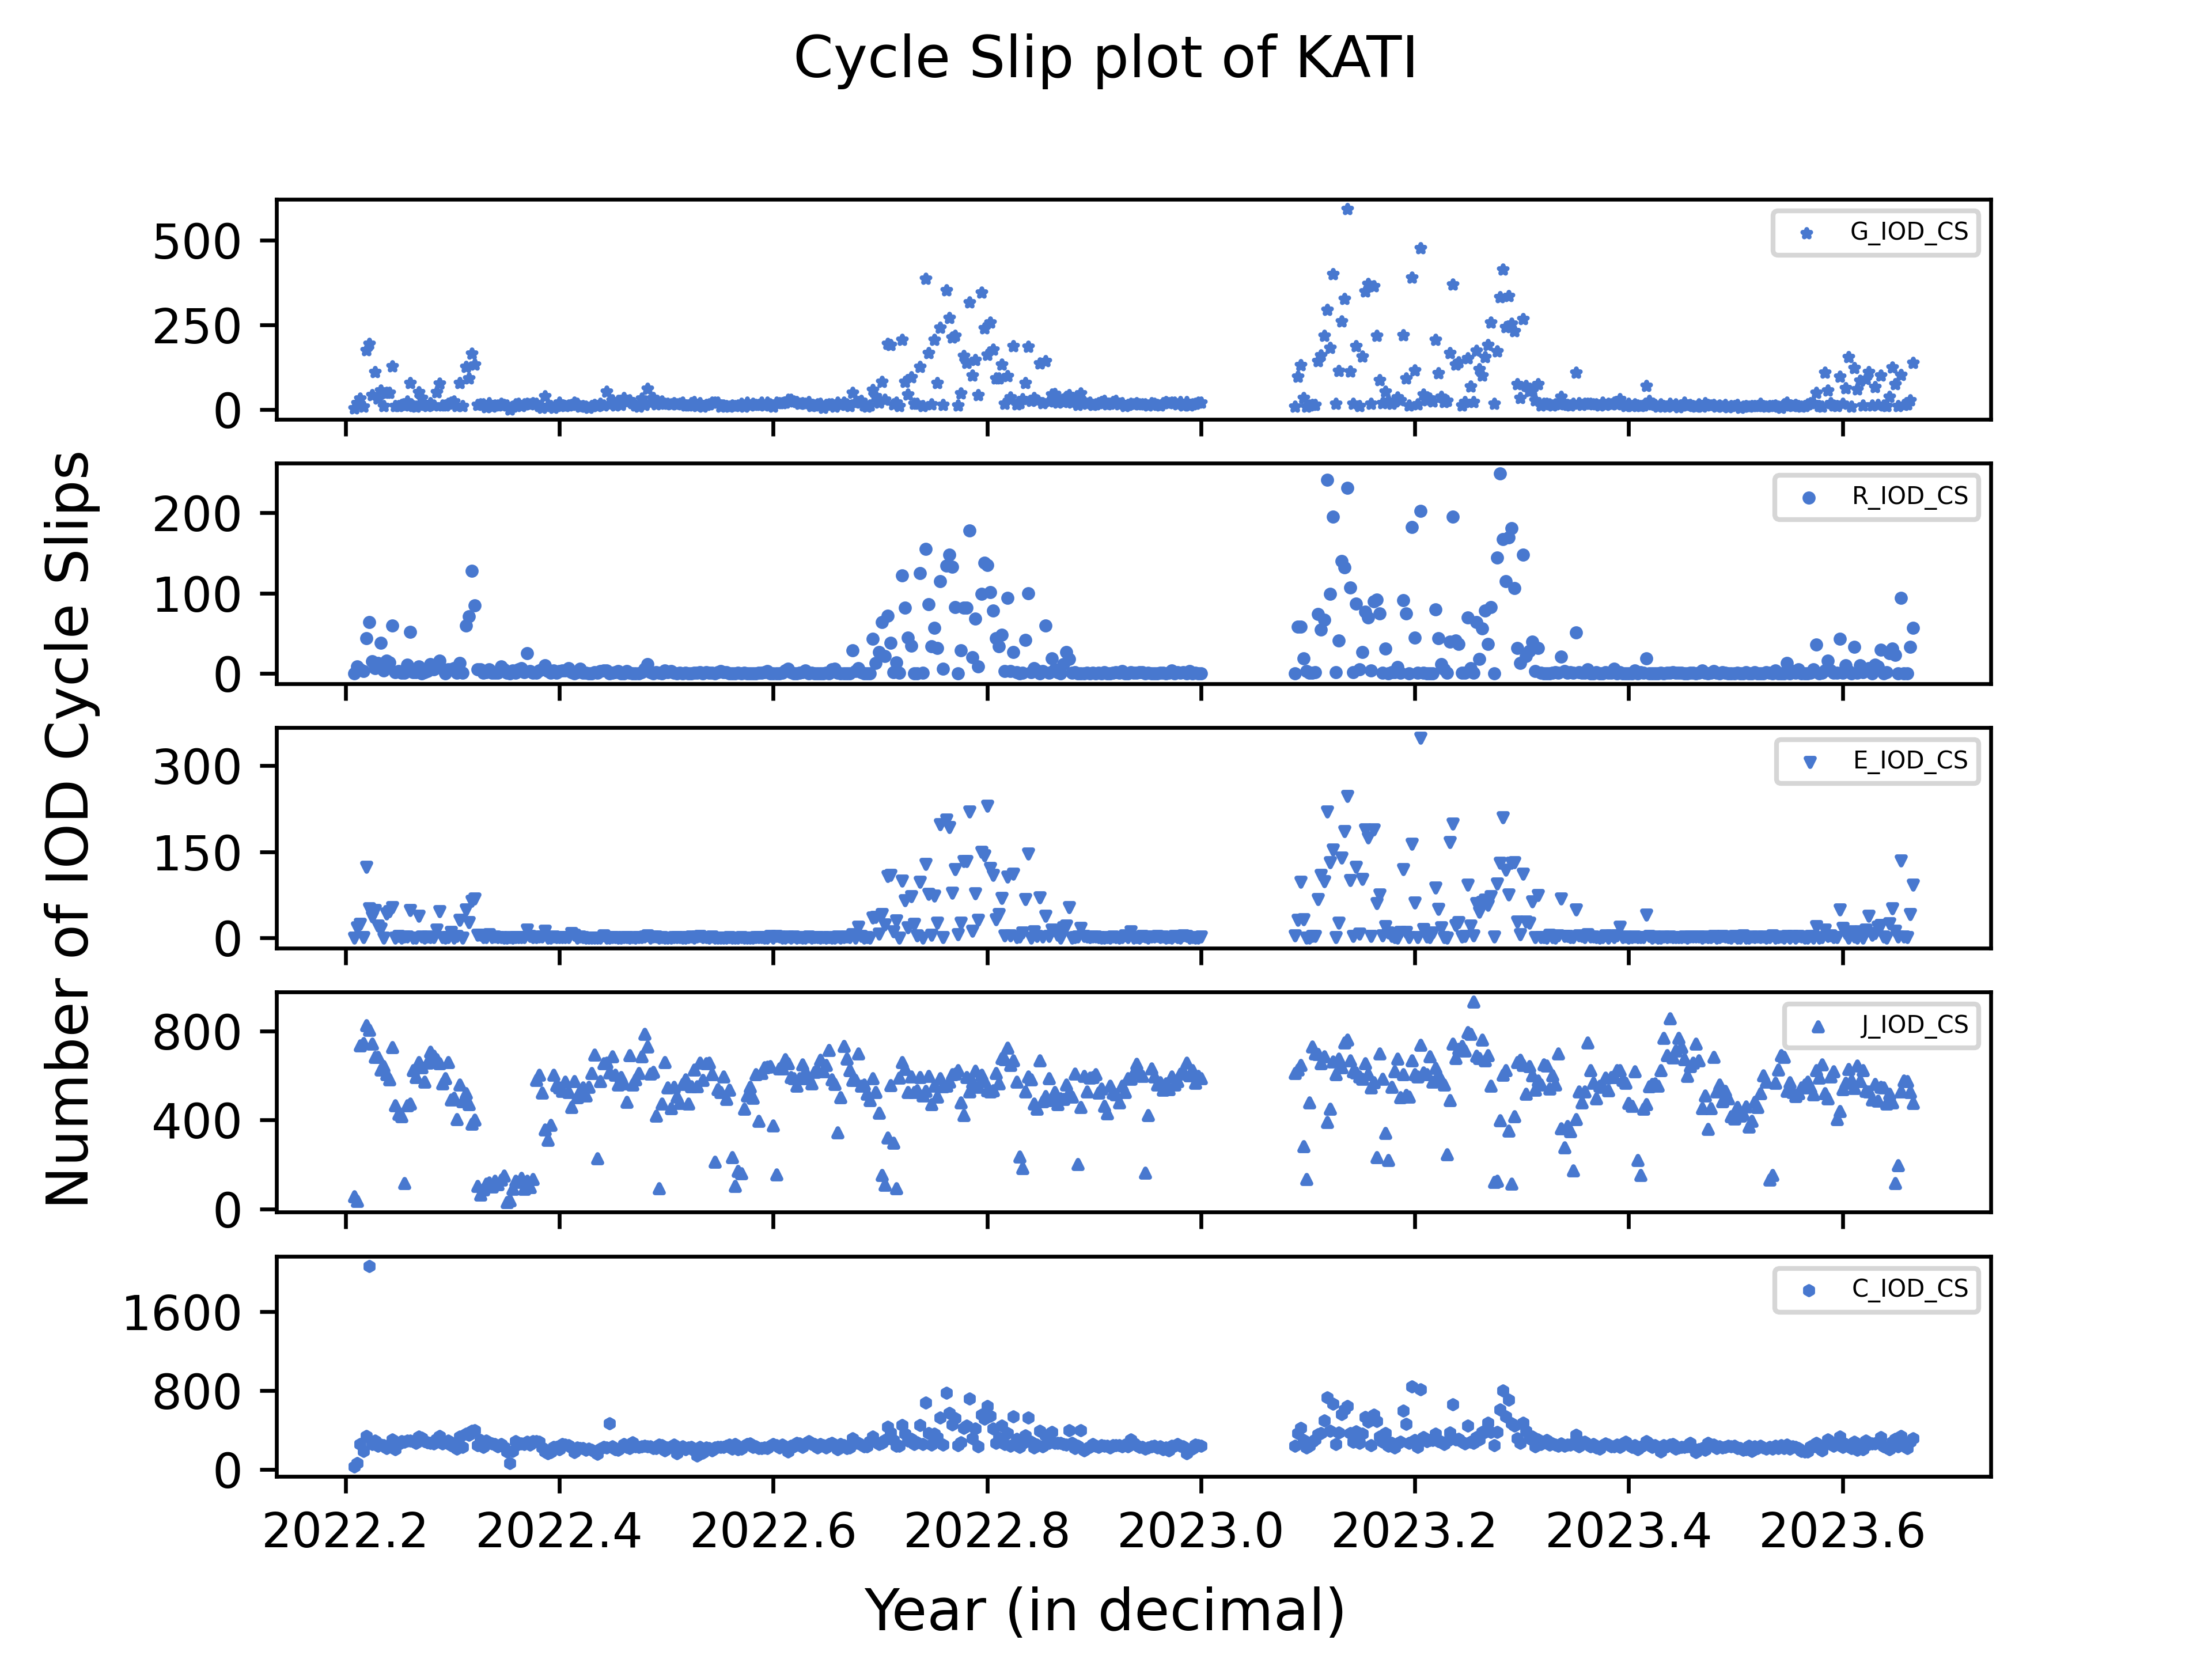 Cycle Slip plot of KATI
Number of IOD Cycle Slips
500
250
0
G_IOD_CS
200
100
0
R_IOD_CS
300
150
0
E_IOD_CS
800
400
0
J_IOD_CS
1600
800
0
C_IOD_CS
2022.2 2022.4 2022.6 2022.8 2023.0 2023.2 2023.4 2023.6
Year (in decimal)